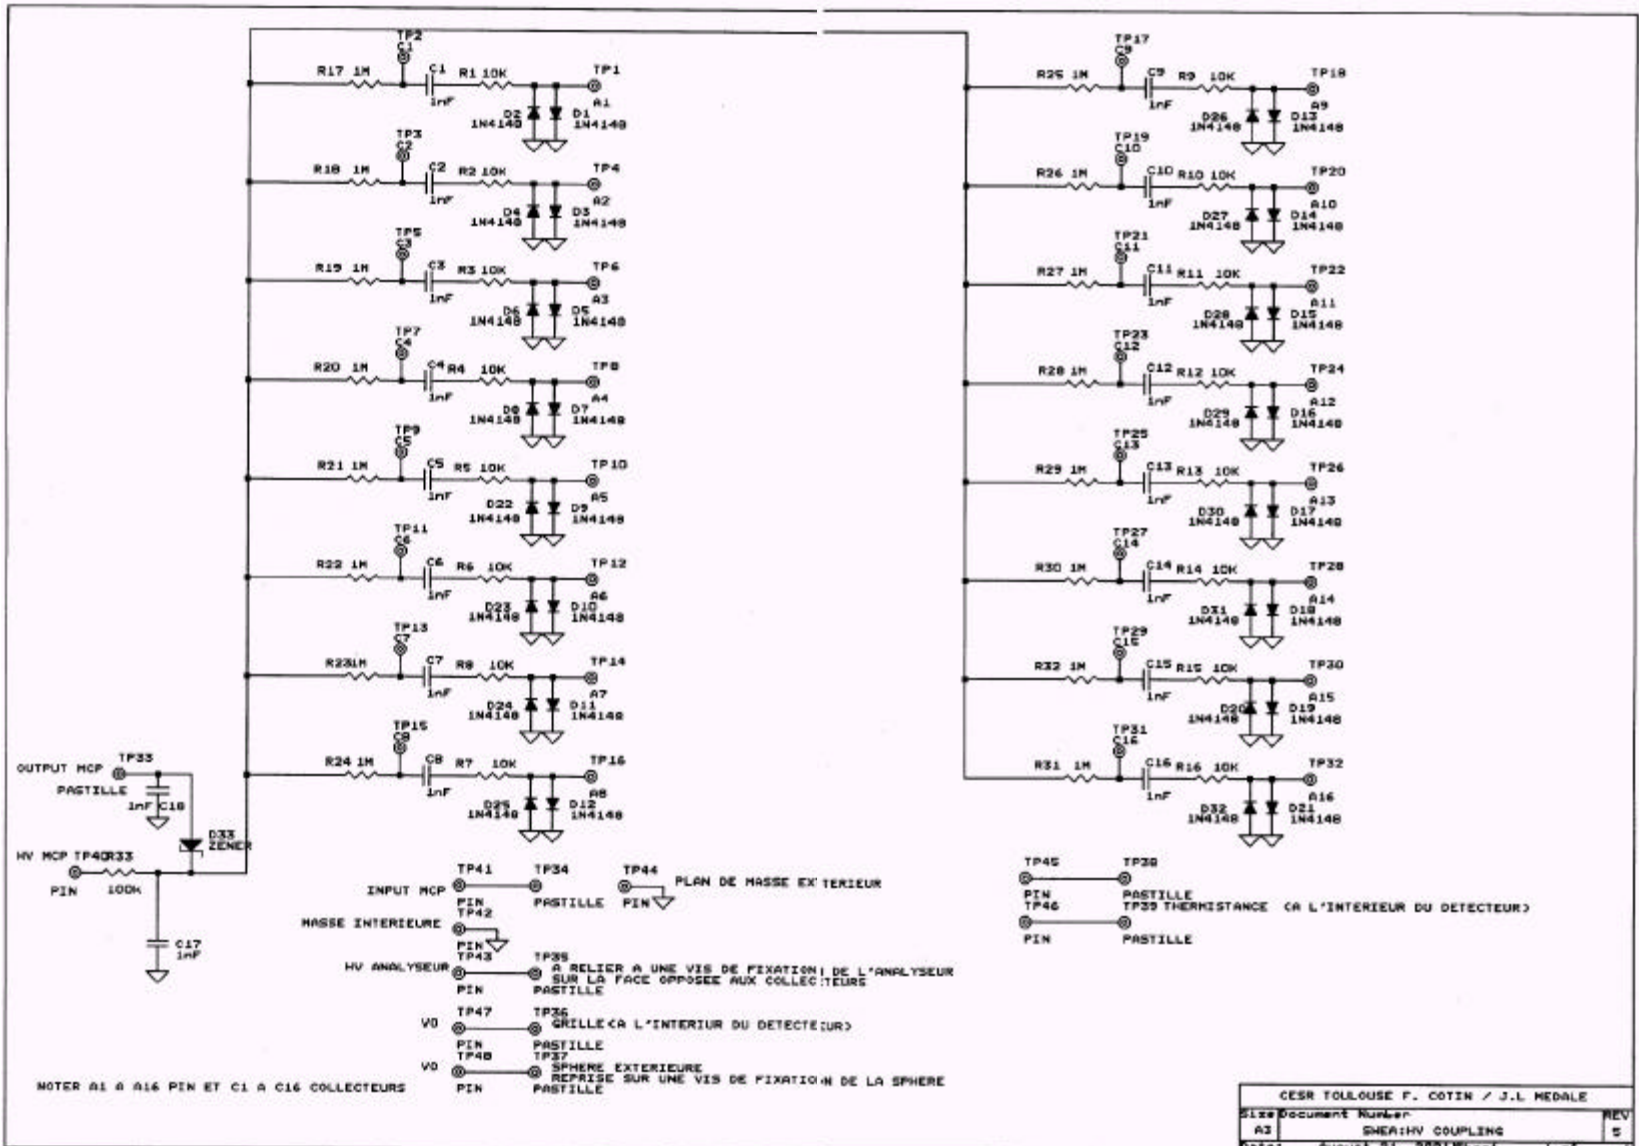 TP2
C1
R17 1M
C1
1nF
R1 10K
TP1
A1
D2
1N4148
D1
1N4148
TP3
C2
R18 1M
C2
1nF
R2 10K
TP4
A2
D4
1N4148
D3
1N4148
TP5
C3
R19 1M
C3
1nF
R3 10K
TP6
A3
D6
1N4148
D5
1N4148
TP7
C4
R20 1M
C4
1nF
R4 10K
TP8
A4
D8
1N4148
D7
1N4148
TP9
C5
R21 1M
C5
1nF
R5 10K
TP10
A5
D22
1N4148
D9
1N4148
TP11
C6
R22 1M
C6
1nF
R6 10K
TP12
A6
D23
1N4148
D10
1N4148
TP13
C7
R23 1M
C7
1nF
R8 10K
TP14
A7
D24
1N4148
D11
1N4148
TP15
C8
R24 1M
C8
1nF
R7 10K
TP16
A8
D25
1N4148
D12
1N4148
TP17
C9
R25 1M
C9
1nF
R9 10K
TP18
A9
D26
1N4148
D13
1N4148
TP19
C10
R26 1M
C10
1nF
R10 10K
TP20
A10
D27
1N4148
D14
1N4148
TP21
C11
R27 1M
C11
1nF
R11 10K
TP22
A11
D28
1N4148
D15
1N4148
TP23
C12
R28 1M
C12
1nF
R12 10K
TP24
A12
D29
1N4148
D16
1N4148
TP25
C13
R29 1M
C13
1nF
R13 10K
TP26
A13
D30
1N4148
D17
1N4148
TP27
C14
R30 1M
C14
1nF
R14 10K
TP28
A14
D31
1N4148
D18
1N4148
TP29
C15
R32 1M
C15
1nF
R15 10K
TP30
A15
D20
1N4148
D19
1N4148
TP31
C16
R31 1M
C16
1nF
R16 10K
TP32
A16
D32
1N4148
D21
1N4148
OUTPUT MCP TP33
PASTILLE
1nF C18
D33
ZENER
HV MCP TP40 R33
PIN 100K
C17
1nF
INPUT MCP TP41 TP34
PIN PASTILLE
TP44
PIN PLAN DE MASSE EXTERIEUR
MASSE INTERIEURE TP42
PIN
HV ANALYSEUR TP43 TP35
PIN PASTILLE
A RELIER A UNE VIS DE FIXATION DE L'ANALYSEUR
SUR LA FACE OPPOSEE AUX COLLECTEURS
V0 TP47 TP36
PIN PASTILLE
GRILLE(A L'INTERIUR DU DETECTEUR)
V0 TP48 TP37
PIN PASTILLE
SPHERE EXTERIEURE
REPRISE SUR UNE VIS DE FIXATION DE LA SPHERE
TP45 TP38
PIN PASTILLE
TP46 TP39 THERMISTANCE (A L'INTERIEUR DU DETECTEUR)
PIN PASTILLE
NOTER A1 A A16 PIN ET C1 A C16 COLLECTEURS
CESR TOULOUSE F. COTIN / J.L MEDALE
Size Document Number REV
A3 SWEA:HV COUPLING 5